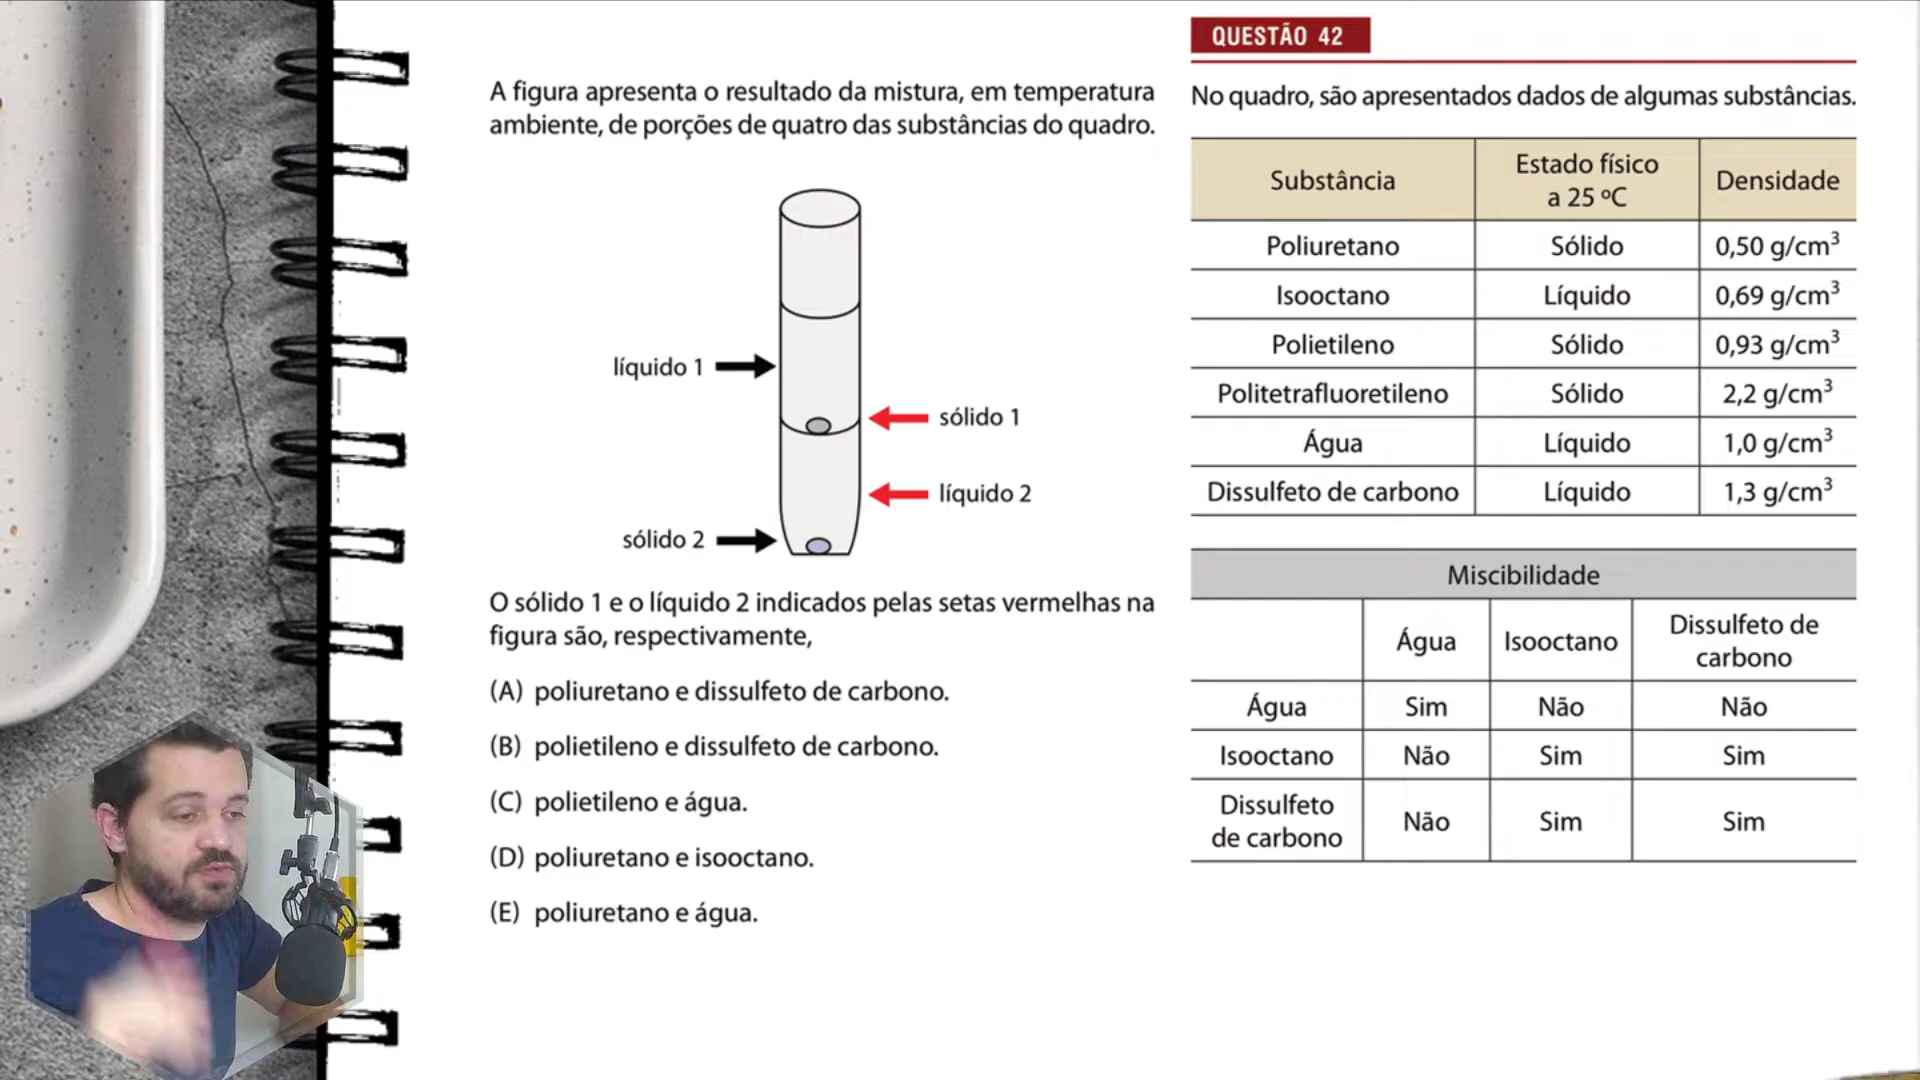 A figura apresenta o resultado da mistura, em temperatura
ambiente, de porções de quatro das substâncias do quadro.
líquido 1
sólido 1
líquido 2
sólido 2
O sólido 1 e o líquido 2 indicados pelas setas vermelhas na
figura são, respectivamente,
(A) poliuretano e dissulfeto de carbono.
(B) polietileno e dissulfeto de carbono.
(C) polietileno e água.
(D) poliuretano e isooctano.
(E) poliuretano e água.
QUESTÃO 42
No quadro, são apresentados dados de algumas substâncias.
Substância Estado físico a 25 ºC Densidade
Poliuretano Sólido 0,50 g/cm³
Isooctano Líquido 0,69 g/cm³
Polietileno Sólido 0,93 g/cm³
Politetrafluoretileno Sólido 2,2 g/cm³
Água Líquido 1,0 g/cm³
Dissulfeto de carbono Líquido 1,3 g/cm³
Miscibilidade
Água Isooctano Dissulfeto de carbono
Água Sim Não Não
Isooctano Não Sim Sim
Dissulfeto de carbono Não Sim Sim